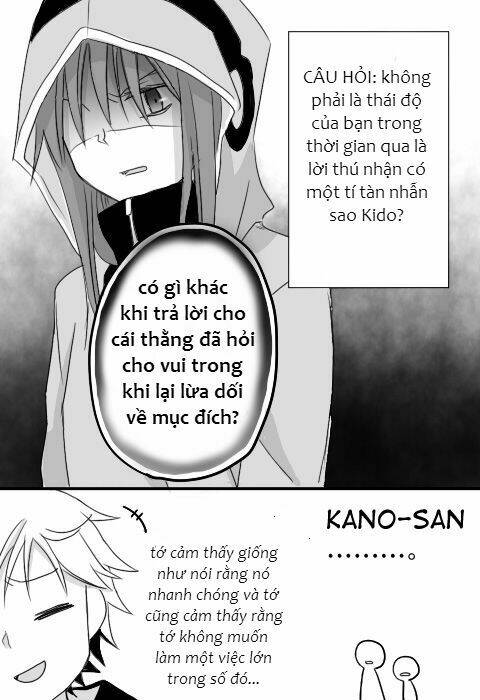 CÂU HỎI: không
phải là thái độ
của bạn trong
thời gian qua là
lời thú nhận có
một tí tàn nhẫn
sao Kido?
có gì khác
khi trả lời cho
cái thằng đã hỏi
cho vui trong
khi lại lừa dối
về mục đích?
KANO-SAN
.........。
tớ cảm thấy giống
như nói rằng nó
nhanh chóng và tớ
cũng cảm thấy rằng
tớ không muốn
làm một việc lớn
trong số đó...